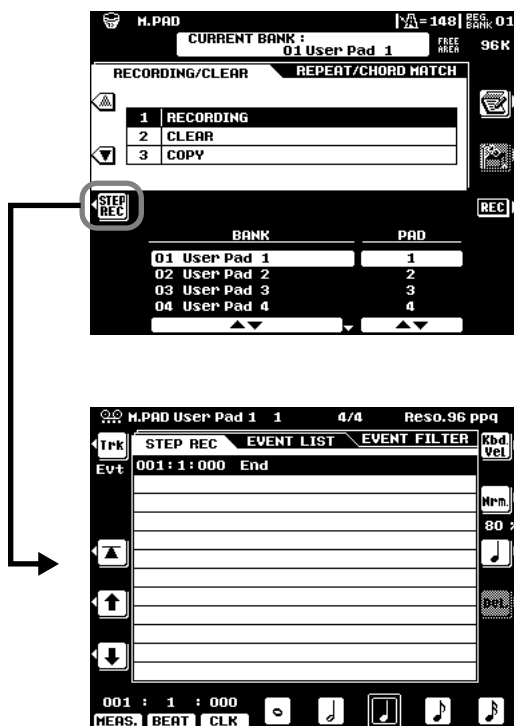 M.PAD =148 REG. BANK 01
CURRENT BANK :
01 User Pad 1
FREE AREA 96K
RECORDING/CLEAR REPEAT/CHORD MATCH
1 RECORDING
2 CLEAR
3 COPY
STEP REC
REC
BANK PAD
01 User Pad 1 1
02 User Pad 2 2
03 User Pad 3 3
04 User Pad 4 4
M.PAD User Pad 1 1 4/4 Reso.96 ppq
Trk STEP REC EVENT LIST EVENT FILTER Kbd. Vel
Evt 001:1:000 End
Nrm.
80 %
Del.
001 : 1 : 000
MEAS. BEAT CLK